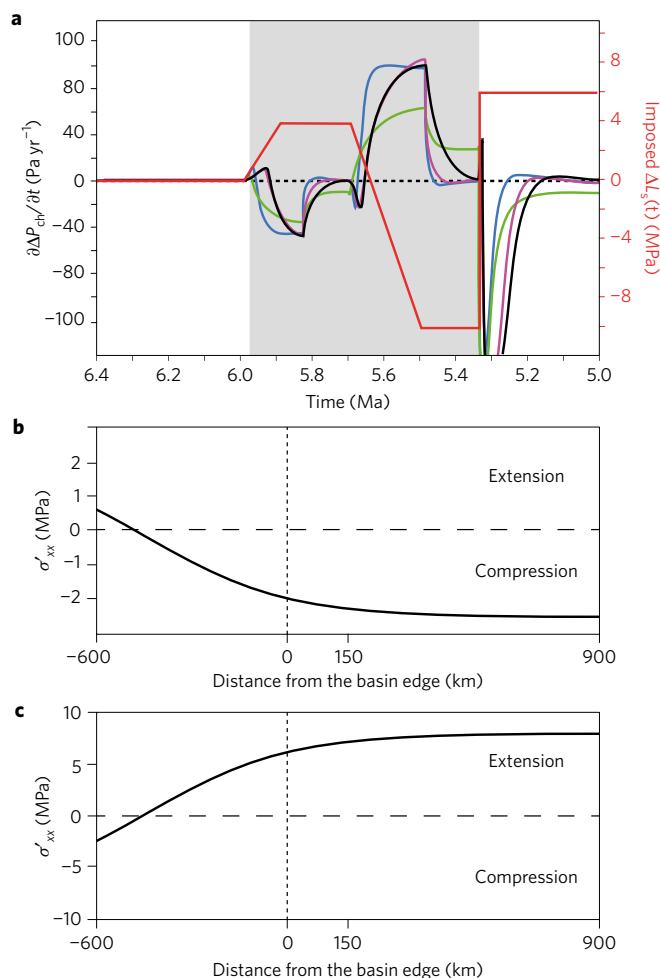 a
100
80
40
0
−40
−80
−100
∂ΔP_ch/∂t (Pa yr⁻¹)
8
4
0
−4
−8
Imposed ΔL_s(t) (MPa)
6.4 6.2 6.0 5.8 5.6 5.4 5.2 5.0
Time (Ma)
b
2
1
0
−1
−2
σ′_xx (MPa)
Extension
Compression
−600 0 150 900
Distance from the basin edge (km)
c
10
5
0
−5
−10
σ′_xx (MPa)
Extension
Compression
−600 0 150 900
Distance from the basin edge (km)